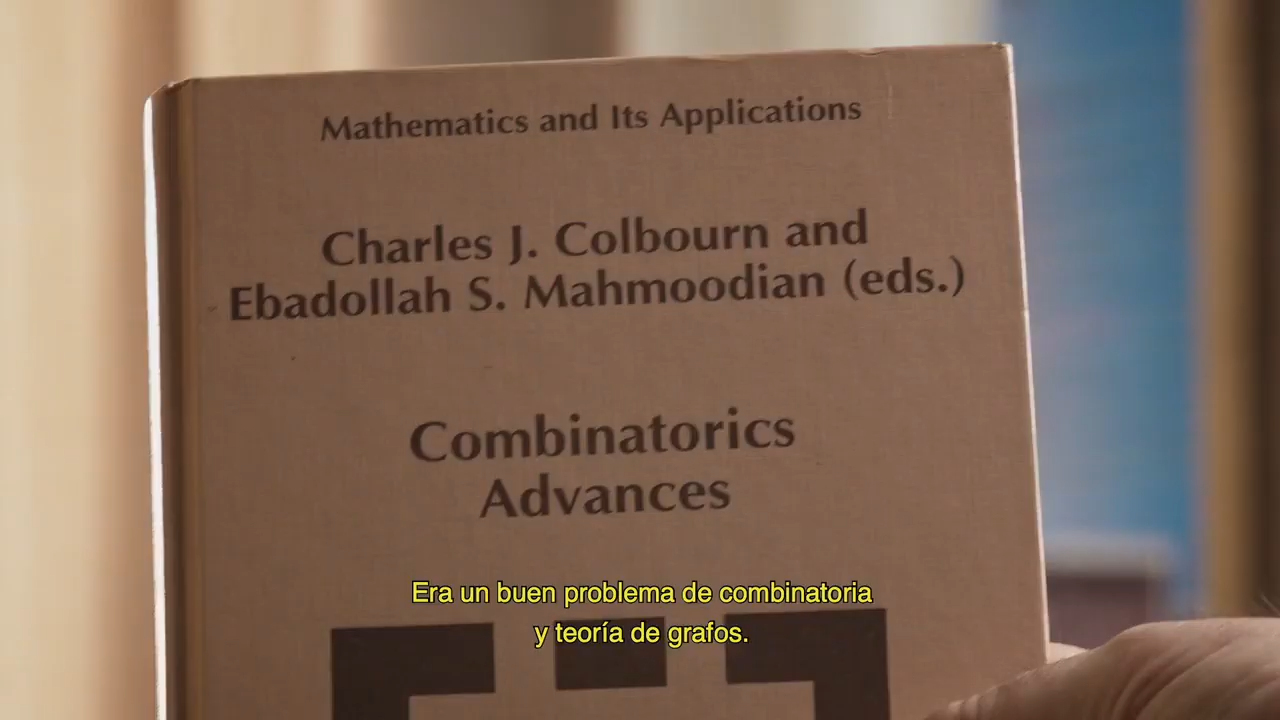 Mathematics and Its Applications
Charles J. Colbourn and
Ebadollah S. Mahmoodian (eds.)
Combinatorics
Advances
Era un buen problema de combinatoria
y teoría de grafos.